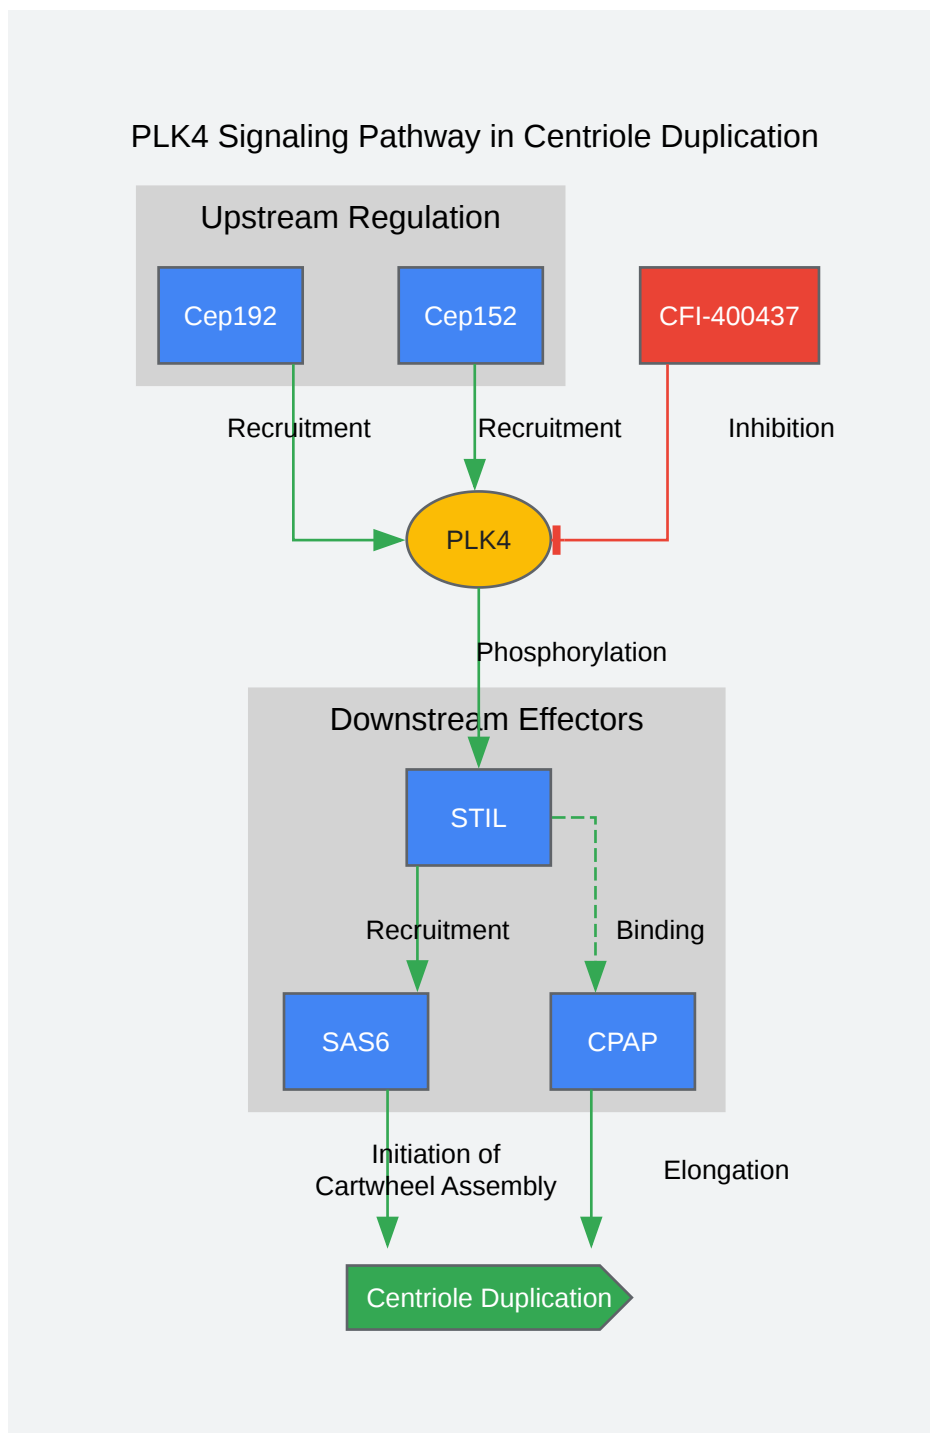 PLK4 Signaling Pathway in Centriole Duplication
Upstream Regulation
Cep192
Cep152
CFI-400437
Recruitment
Recruitment
Inhibition
PLK4
Phosphorylation
Downstream Effectors
STIL
Recruitment
Binding
SAS6
CPAP
Initiation of
Cartwheel Assembly
Elongation
Centriole Duplication